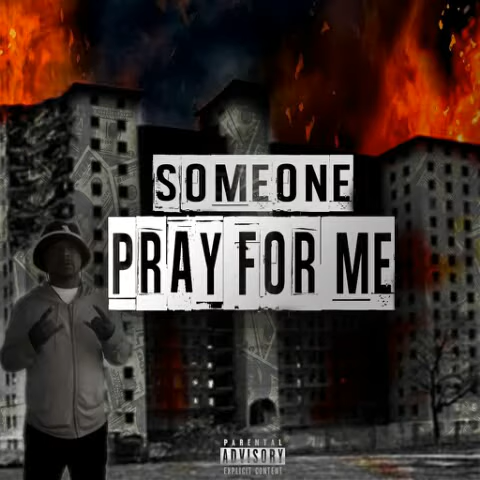 SOMEONE
PRAY FOR ME
PARENTAL
ADVISORY
EXPLICIT CONTENT